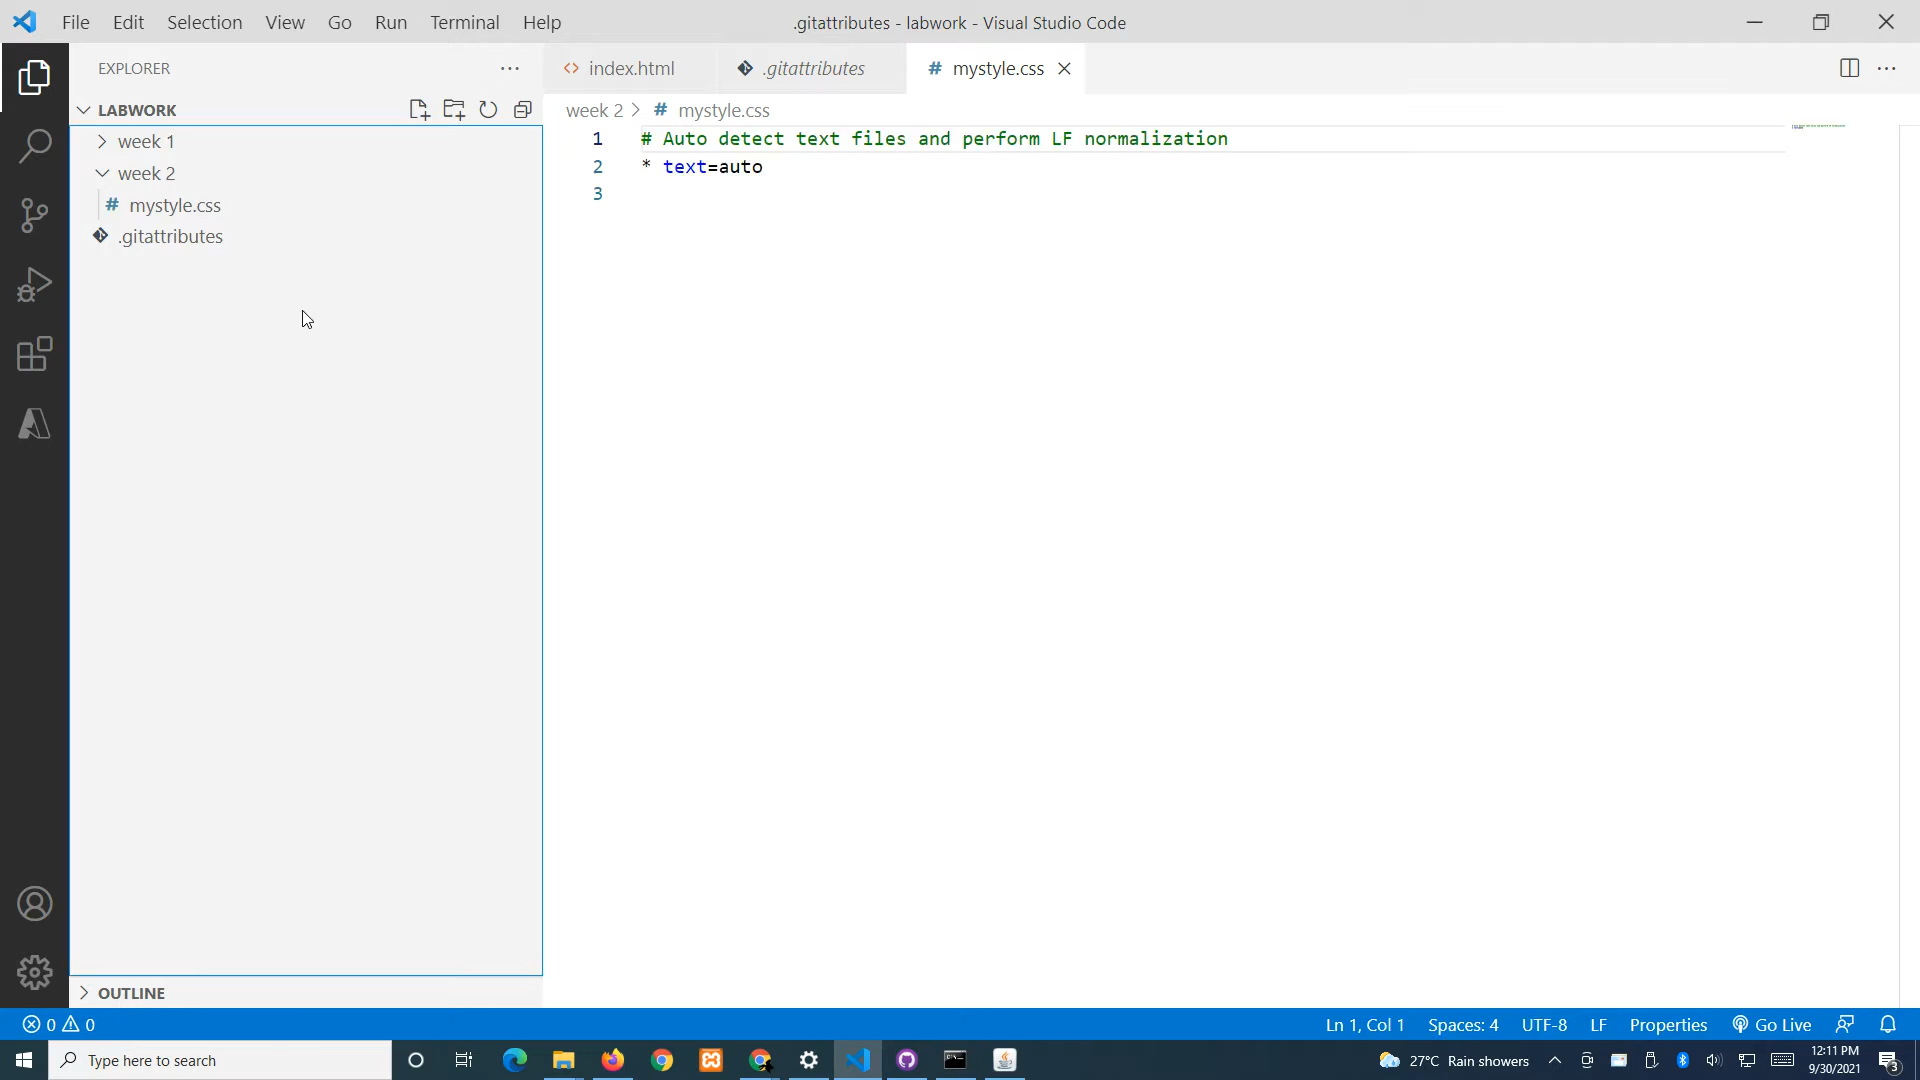 File Edit Selection View Go Run Terminal Help
.gitattributes - labwork - Visual Studio Code
EXPLORER
LABWORK
week 1
week 2
# mystyle.css
.gitattributes
OUTLINE
<> index.html
.gitattributes
# mystyle.css
week 2 > # mystyle.css
1 # Auto detect text files and perform LF normalization
2 * text=auto
3
0 0
Ln 1, Col 1 Spaces: 4 UTF-8 LF Properties Go Live
Type here to search
27°C Rain showers
12:11 PM
9/30/2021
3